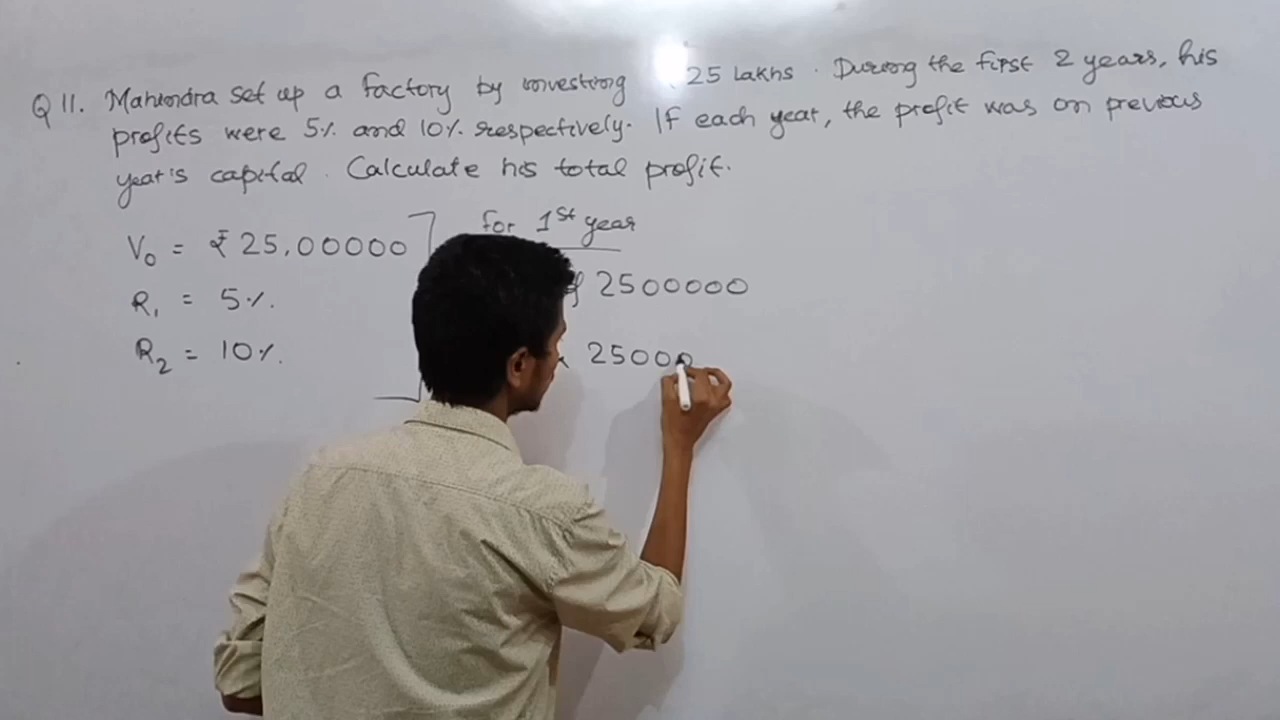 Q 11. Mahindra set up a factory by investing 25 Lakhs. During the first 2 years, his
profits were 5% and 10% respectively. If each year, the profit was on previous
year's capital. Calculate his total profit.
for 1st year
V₀ = ₹ 25,00000
2500000
R₁ = 5%.
R₂ = 10%.
25000